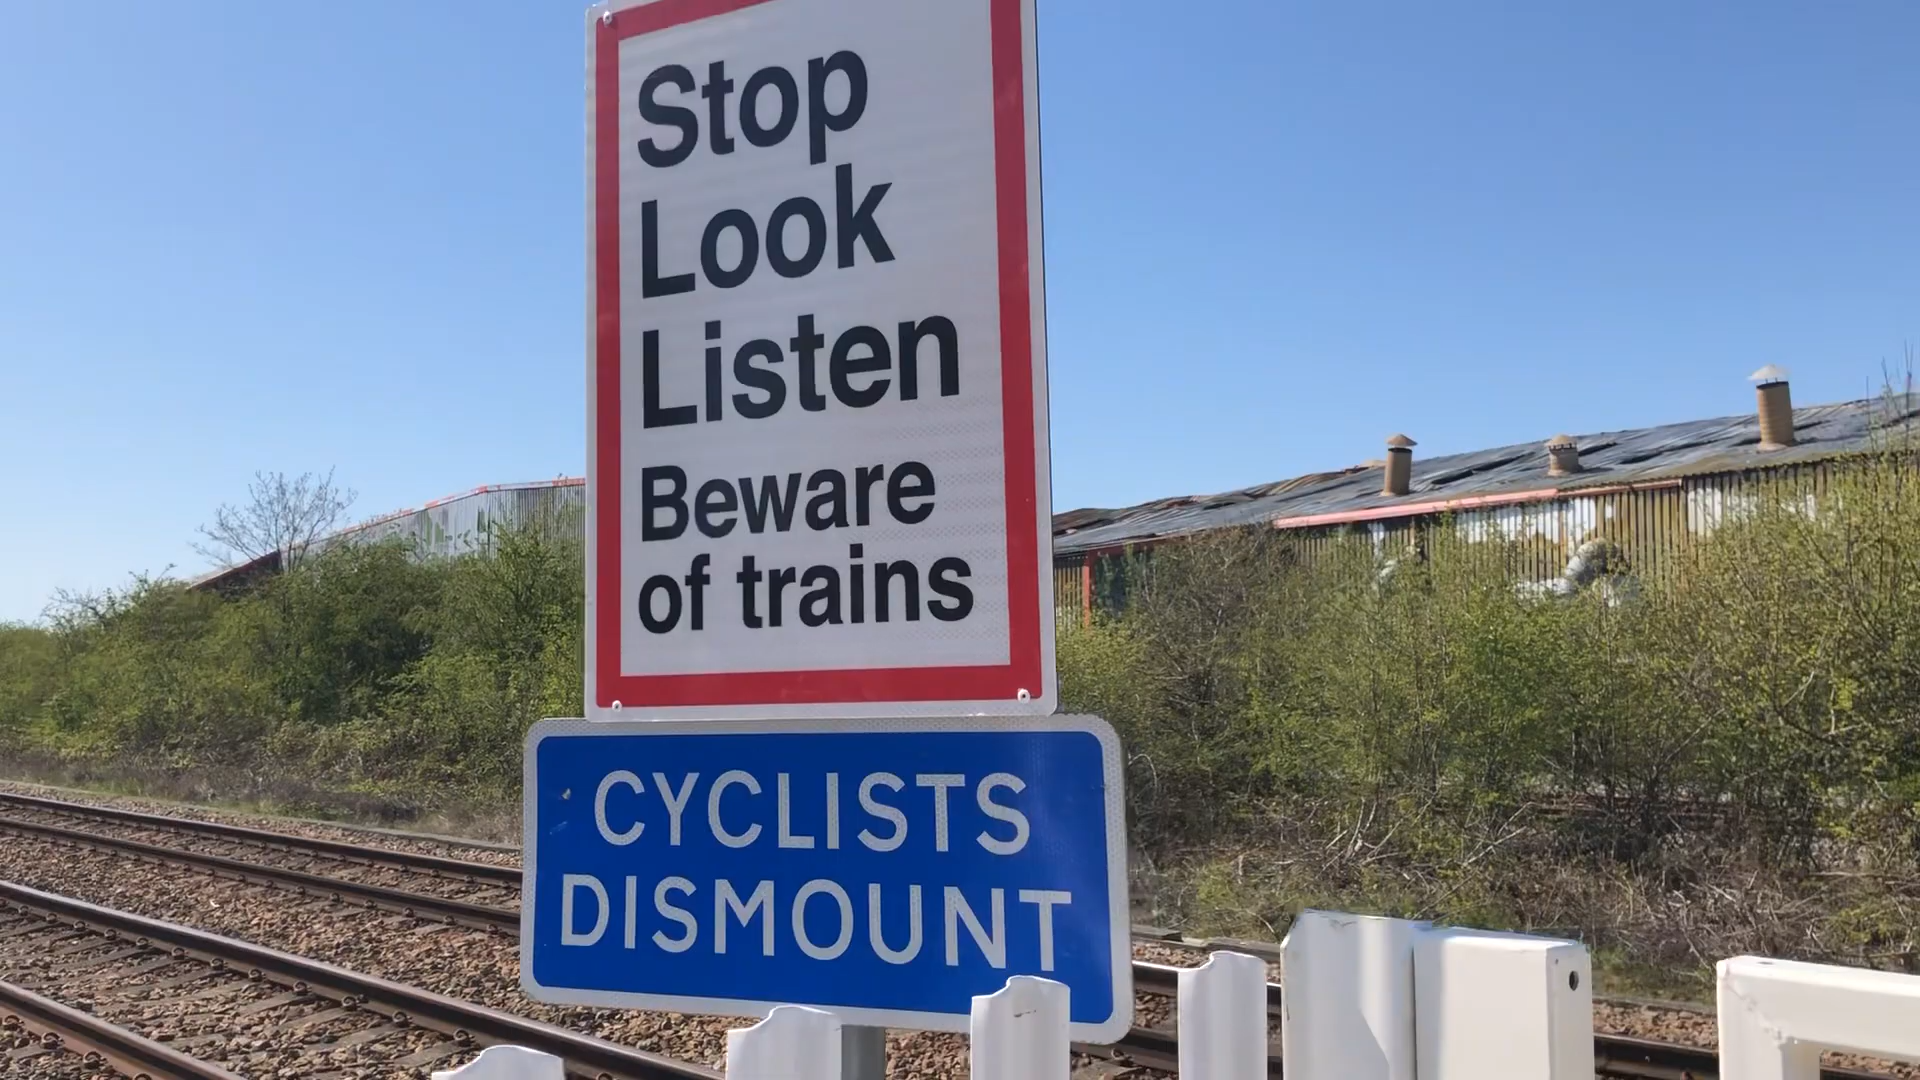 Stop
Look
Listen
Beware
of trains
CYCLISTS
DISMOUNT